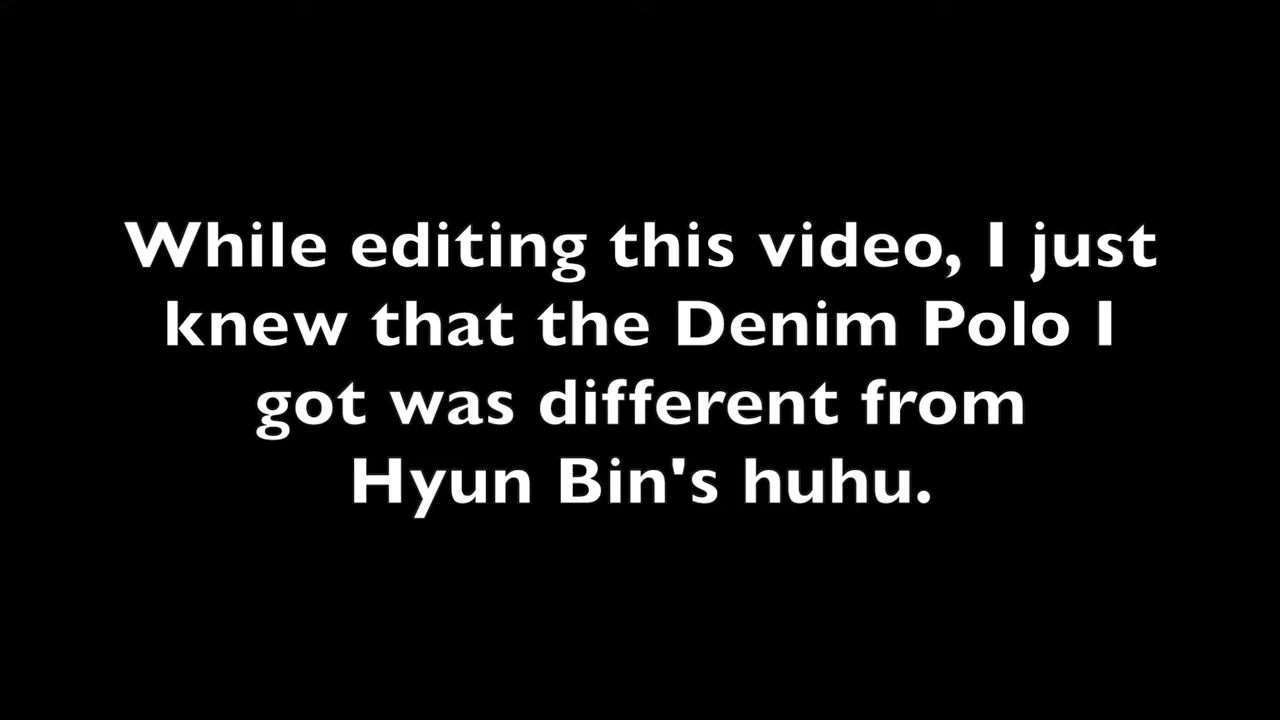 While editing this video, I just
knew that the Denim Polo I
got was different from
Hyun Bin's huhu.